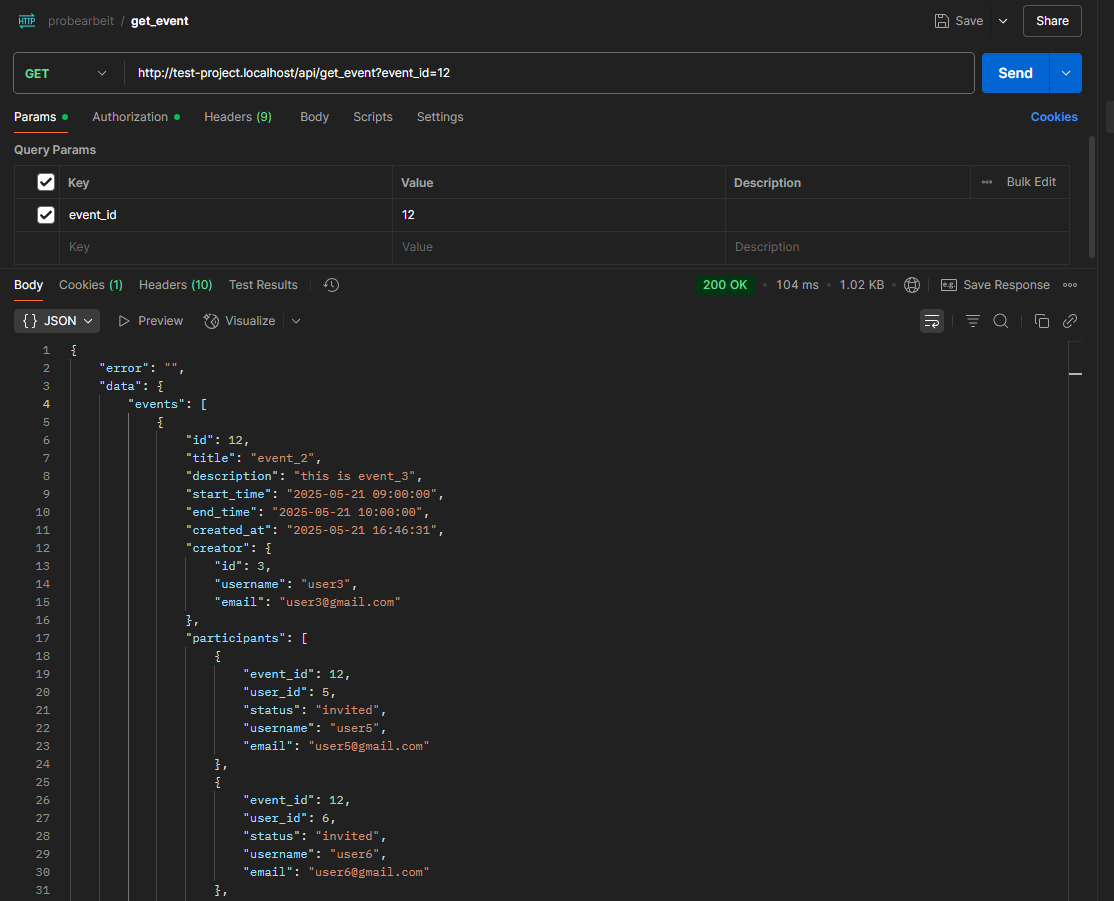 HTTP probearbeit / get_event Save Share
GET http://test-project.localhost/api/get_event?event_id=12 Send
Params Authorization Headers (9) Body Scripts Settings Cookies
Query Params
Key Value Description Bulk Edit
event_id 12
Key Value Description
Body Cookies (1) Headers (10) Test Results 200 OK 104 ms 1.02 KB e.g. Save Response
{} JSON Preview Visualize
1 {
2 "error": "",
3 "data": {
4 "events": [
5 {
6 "id": 12,
7 "title": "event_2",
8 "description": "this is event_3",
9 "start_time": "2025-05-21 09:00:00",
10 "end_time": "2025-05-21 10:00:00",
11 "created_at": "2025-05-21 16:46:31",
12 "creator": {
13 "id": 3,
14 "username": "user3",
15 "email": "user3@gmail.com"
16 },
17 "participants": [
18 {
19 "event_id": 12,
20 "user_id": 5,
21 "status": "invited",
22 "username": "user5",
23 "email": "user5@gmail.com"
24 },
25 {
26 "event_id": 12,
27 "user_id": 6,
28 "status": "invited",
29 "username": "user6",
30 "email": "user6@gmail.com"
31 },